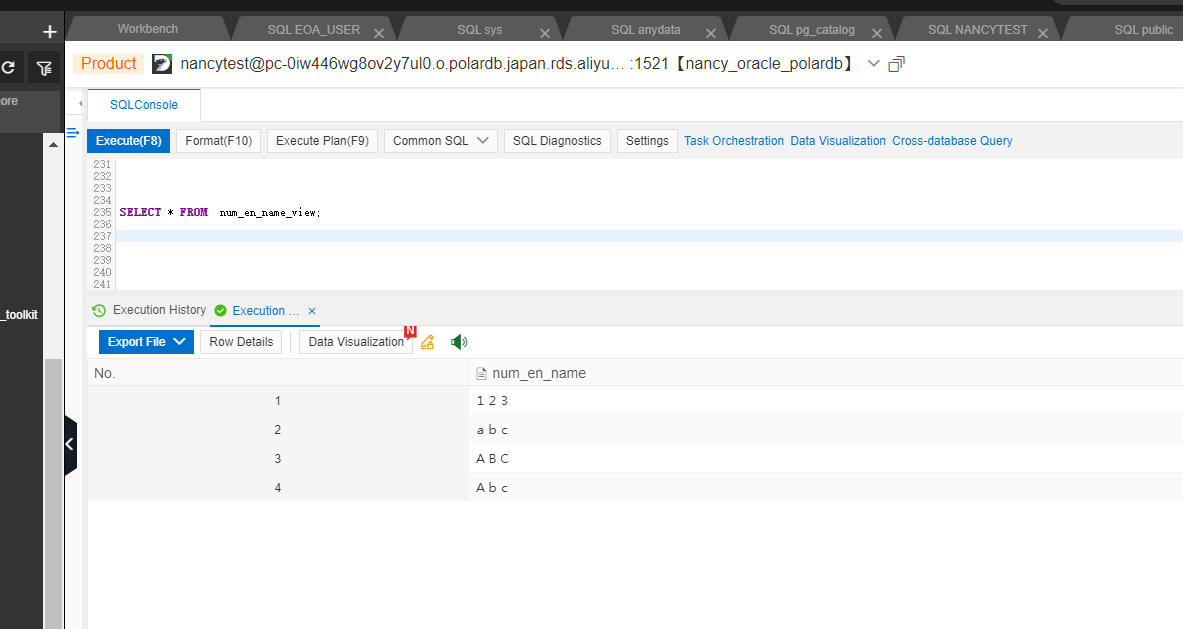 Workbench
SQL EOA_USER
SQL sys
SQL anydata
SQL pg_catalog
SQL NANCYTEST
SQL public
Product nancytest@pc-0iw446wg8ov2y7ul0.o.polardb.japan.rds.aliyu... :1521【nancy_oracle_polardb】
ore
SQLConsole
Execute(F8) Format(F10) Execute Plan(F9) Common SQL SQL Diagnostics Settings Task Orchestration Data Visualization Cross-database Query
231
232
233
234
235 SELECT * FROM num_en_name_view;
236
237
238
239
240
241
_toolkit
Execution History Execution ...
Export File Row Details Data Visualization N
No. num_en_name
1 1 2 3
2 a b c
3 A B C
4 A b c